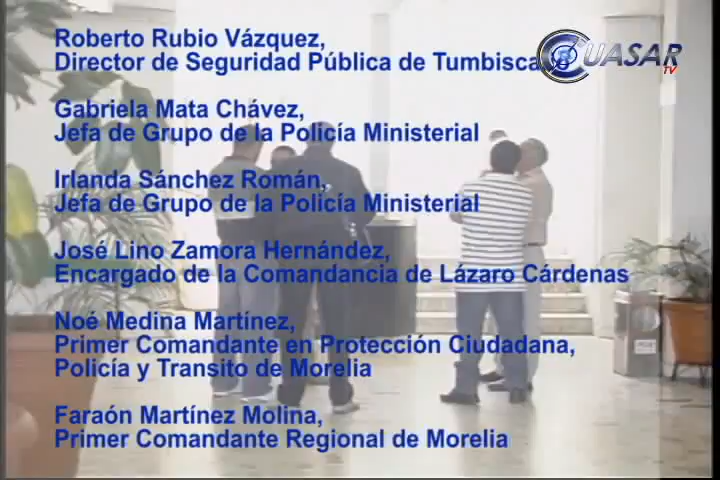 Roberto Rubio Vázquez,
Director de Seguridad Pública de Tumbisca
CUASAR
TV
Gabriela Mata Chávez,
Jefa de Grupo de la Policía Ministerial
Irlanda Sánchez Román,
Jefa de Grupo de la Policía Ministerial
José Lino Zamora Hernández,
Encargado de la Comandancia de Lázaro Cárdenas
Noé Medina Martínez,
Primer Comandante en Protección Ciudadana,
Policía y Transito de Morelia
Faraón Martínez Molina,
Primer Comandante Regional de Morelia